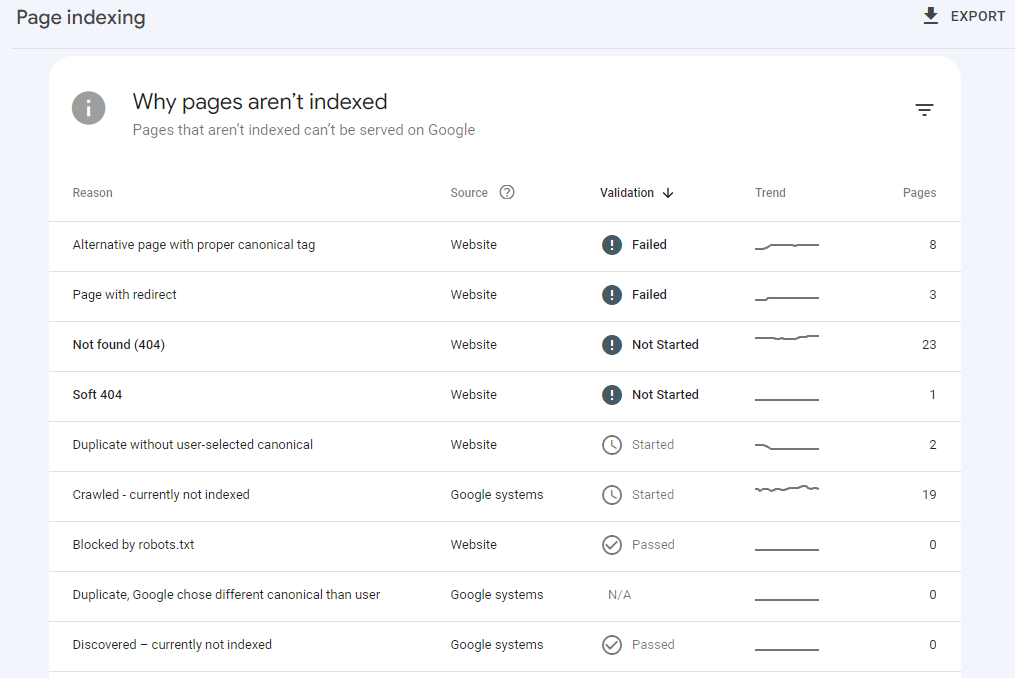 Page indexing
EXPORT
Why pages aren’t indexed
Pages that aren’t indexed can’t be served on Google
Reason Source Validation Trend Pages
Alternative page with proper canonical tag Website Failed 8
Page with redirect Website Failed 3
Not found (404) Website Not Started 23
Soft 404 Website Not Started 1
Duplicate without user-selected canonical Website Started 2
Crawled - currently not indexed Google systems Started 19
Blocked by robots.txt Website Passed 0
Duplicate, Google chose different canonical than user Google systems N/A 0
Discovered – currently not indexed Google systems Passed 0